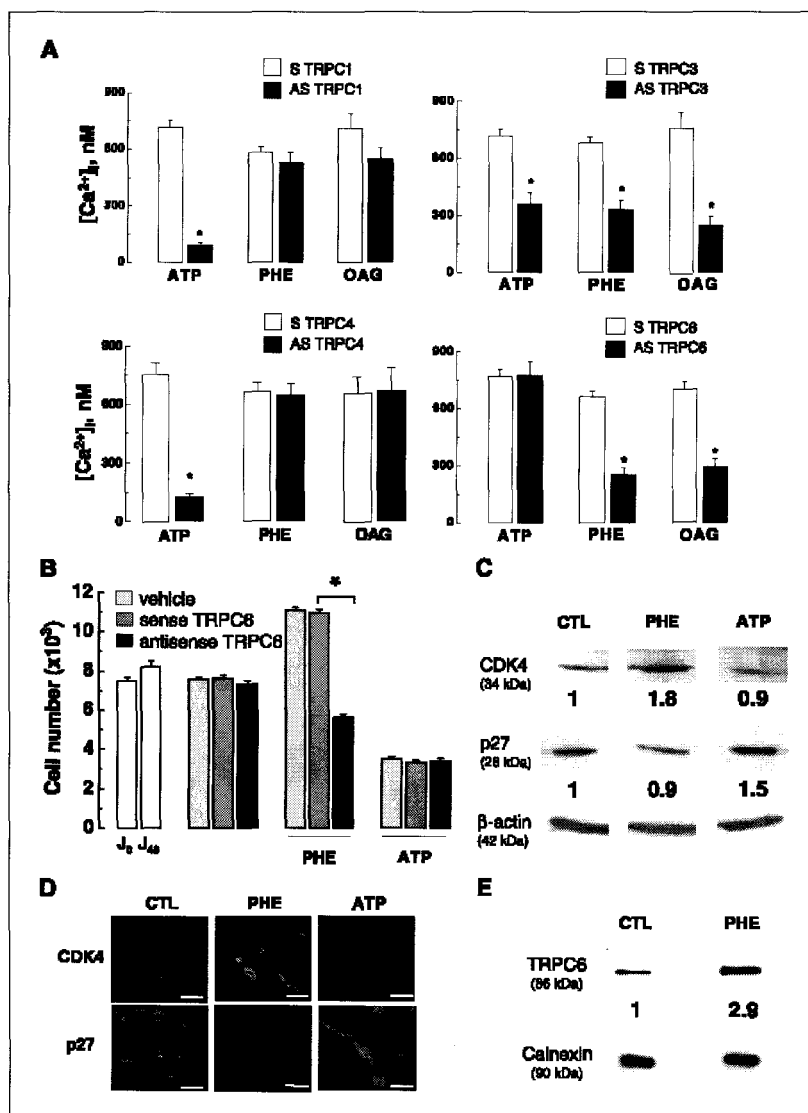 A
S TRPC1
AS TRPC1
900
600
300
0
[Ca²⁺]i, nM
ATP PHE OAG
*
S TRPC3
AS TRPC3
900
600
300
0
* * *
ATP PHE OAG
S TRPC4
AS TRPC4
900
600
300
0
[Ca²⁺]i, nM
*
ATP PHE OAG
S TRPC6
AS TRPC6
900
600
300
0
* *
ATP PHE OAG
B
vehicle
sense TRPC6
antisense TRPC6
*
12
10
8
6
4
2
0
Cell number (x10³)
J₀ J₄₈
PHE ATP
C
CTL PHE ATP
CDK4
(34 kDa)
1 1.8 0.9
p27
(28 kDa)
1 0.9 1.5
β-actin
(42 kDa)
D
CTL PHE ATP
CDK4
p27
E
CTL PHE
TRPC6
(86 kDa)
1 2.9
Calnexin
(90 kDa)